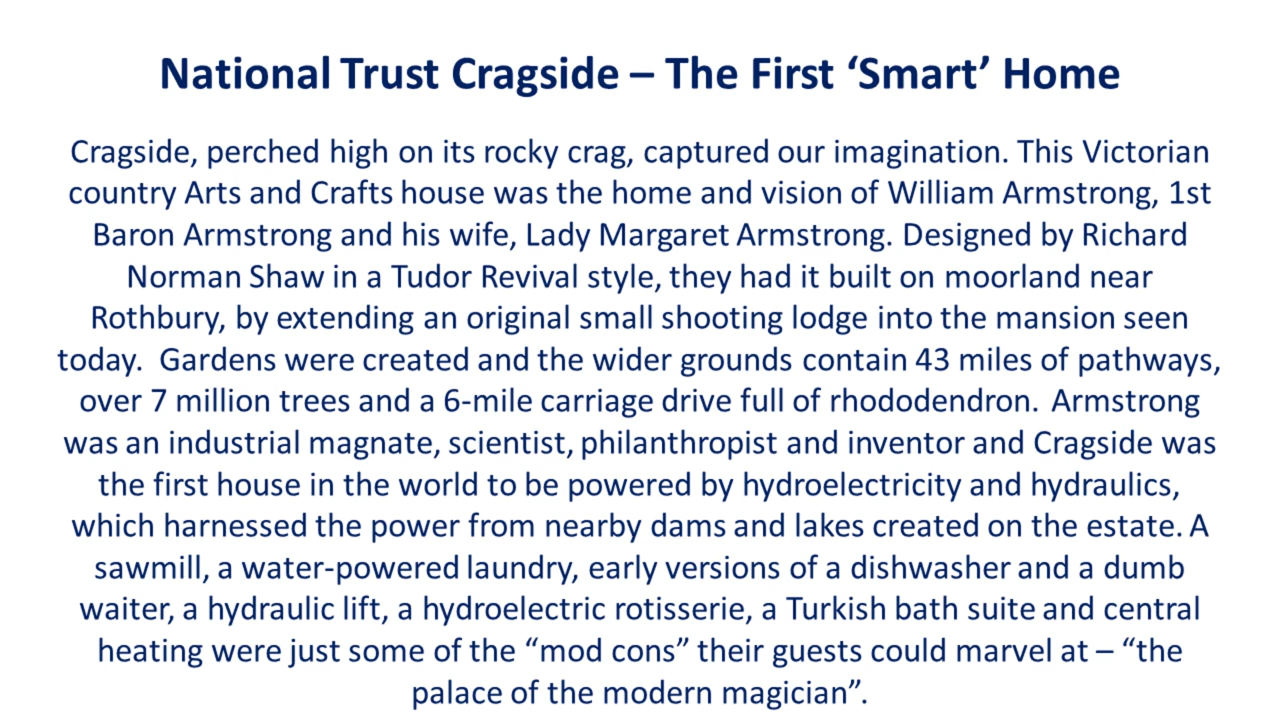 National Trust Cragside – The First ‘Smart’ Home
Cragside, perched high on its rocky crag, captured our imagination. This Victorian
country Arts and Crafts house was the home and vision of William Armstrong, 1st
Baron Armstrong and his wife, Lady Margaret Armstrong. Designed by Richard
Norman Shaw in a Tudor Revival style, they had it built on moorland near
Rothbury, by extending an original small shooting lodge into the mansion seen
today.  Gardens were created and the wider grounds contain 43 miles of pathways,
over 7 million trees and a 6-mile carriage drive full of rhododendron.  Armstrong
was an industrial magnate, scientist, philanthropist and inventor and Cragside was
the first house in the world to be powered by hydroelectricity and hydraulics,
which harnessed the power from nearby dams and lakes created on the estate. A
sawmill, a water-powered laundry, early versions of a dishwasher and a dumb
waiter, a hydraulic lift, a hydroelectric rotisserie, a Turkish bath suite and central
heating were just some of the “mod cons” their guests could marvel at – “the
palace of the modern magician”.